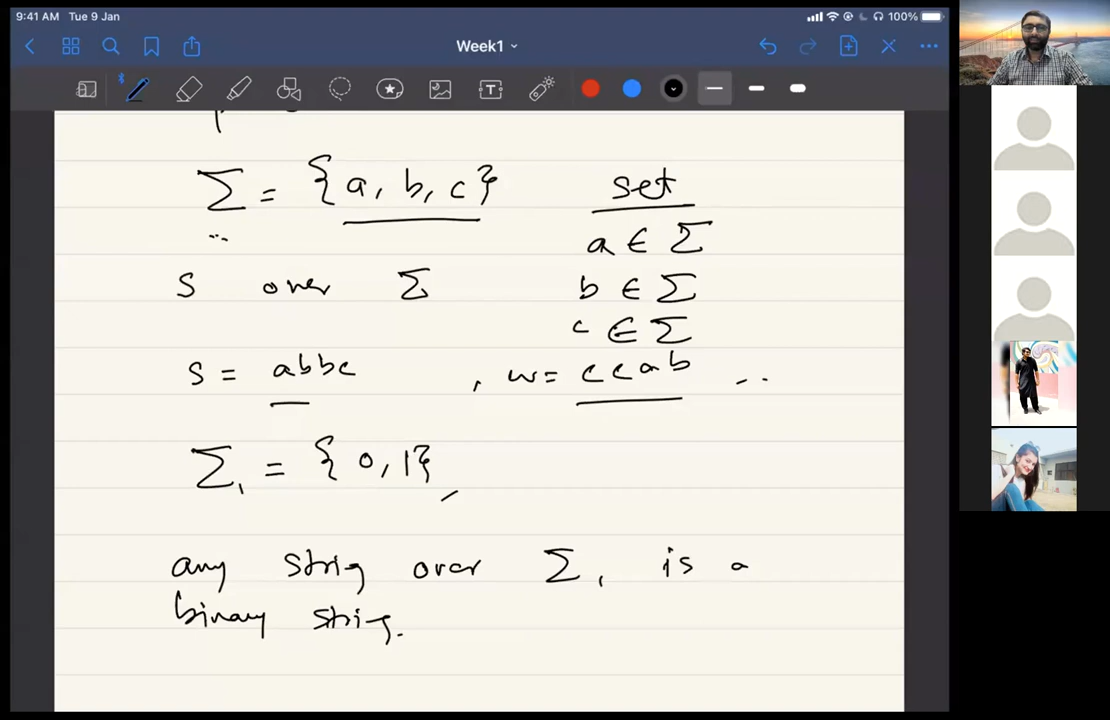 9:41 AM Tue 9 Jan 100%
Week1
Σ = {a, b, c} set
a ∈ Σ
s over Σ b ∈ Σ
c ∈ Σ
s = abbc , w = ccab ...
Σ₁ = {0, 1},
any string over Σ₁ is a
binary string.